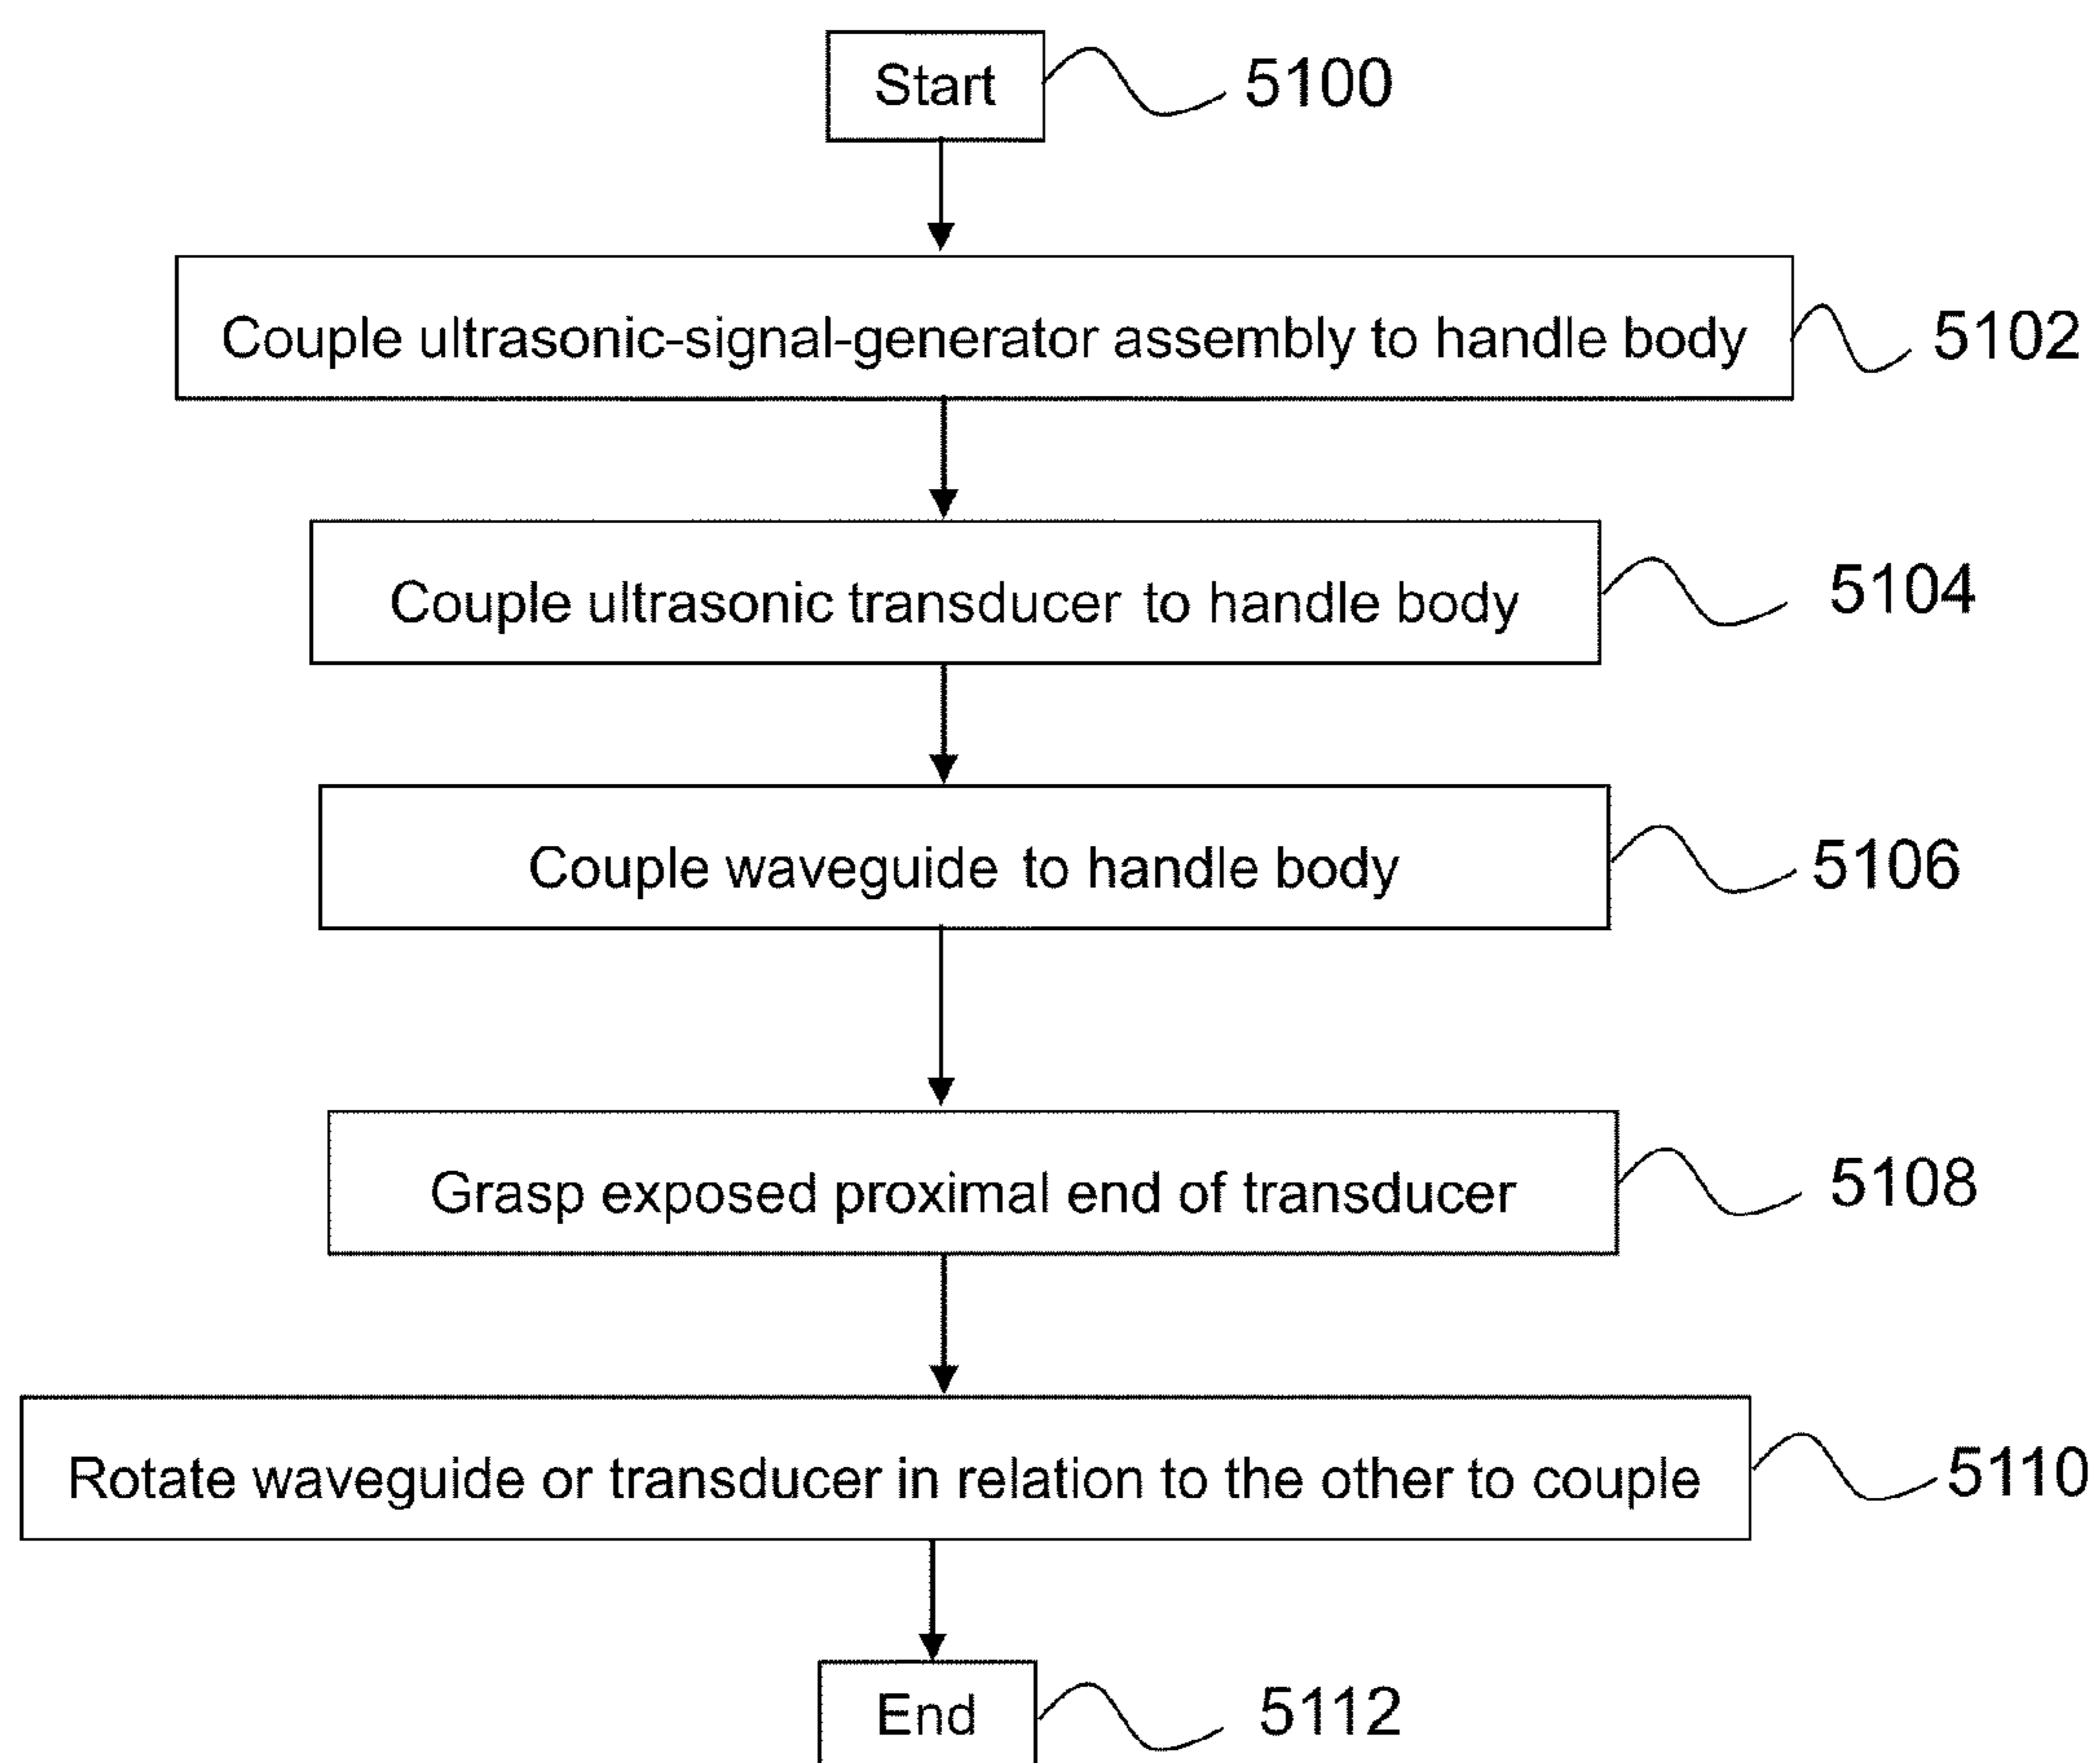 Start 5100
Couple ultrasonic-signal-generator assembly to handle body 5102
Couple ultrasonic transducer to handle body 5104
Couple waveguide to handle body 5106
Grasp exposed proximal end of transducer 5108
Rotate waveguide or transducer in relation to the other to couple 5110
End 5112